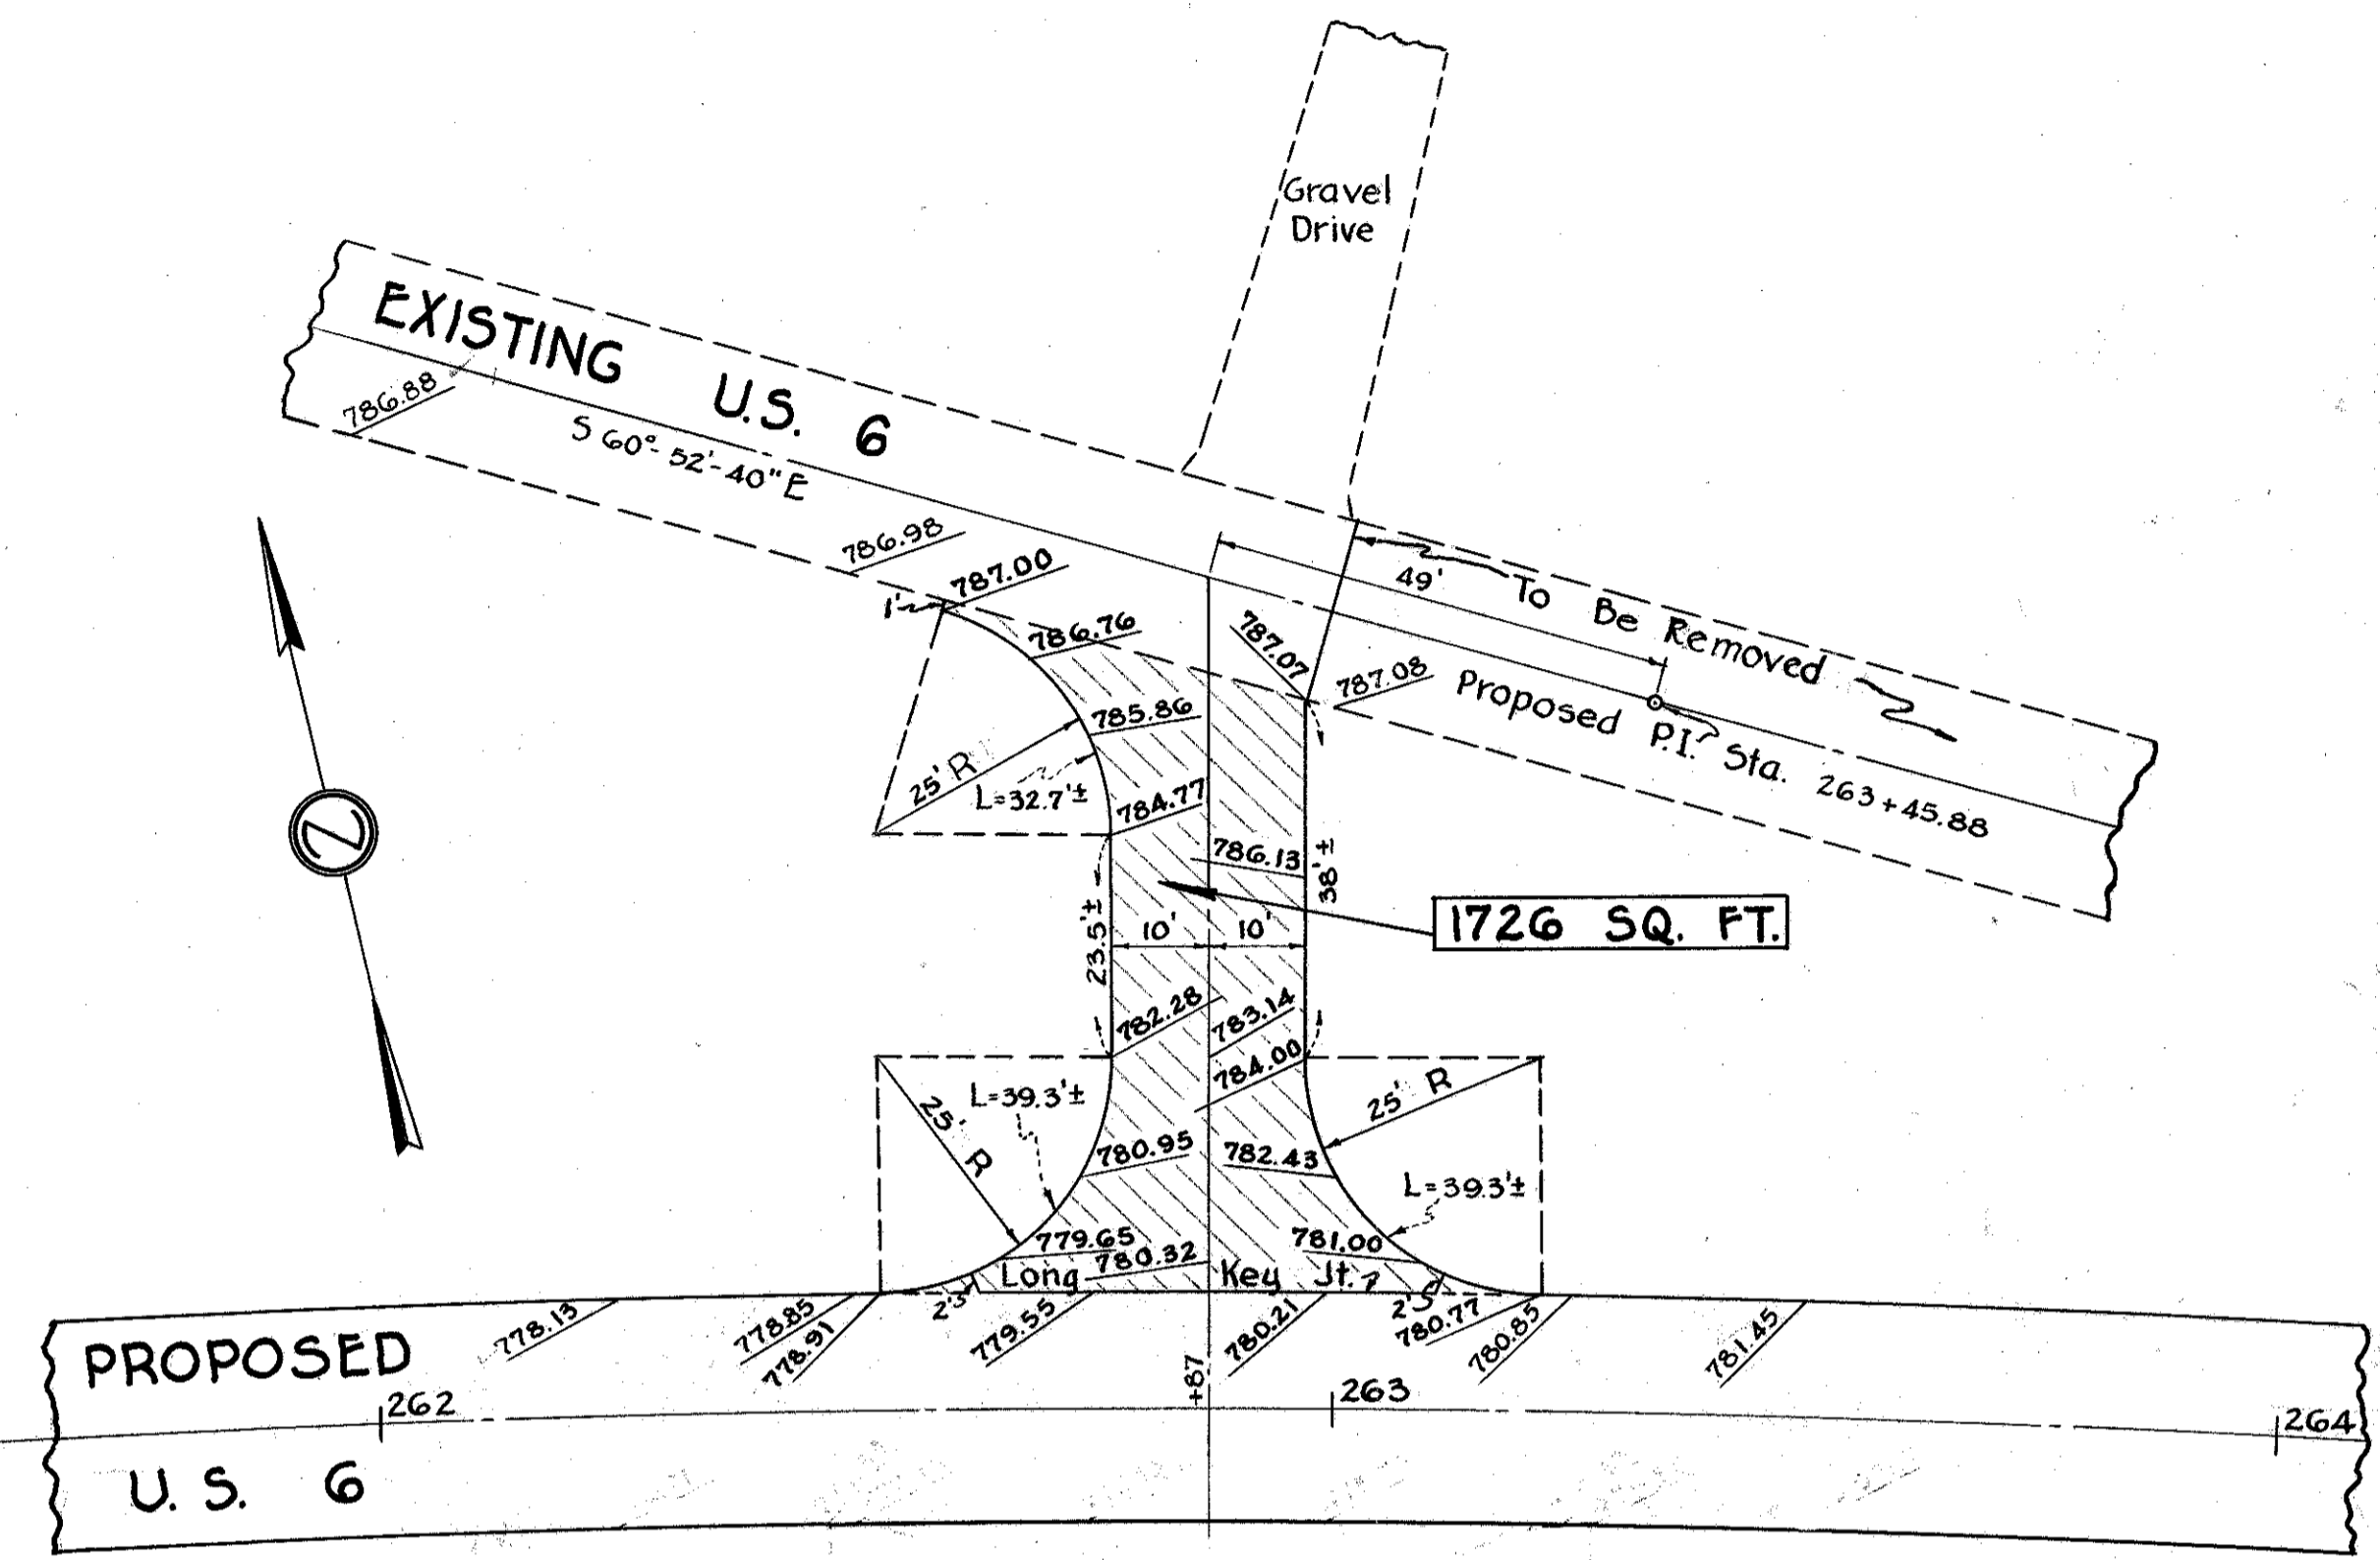 Gravel
Drive
EXISTING U.S. 6
786.88
S 60°-52'-40" E
786.98
787.00
1'
786.76
787.07
49'
To Be Removed
787.08
Proposed P.I. Sta. 263+45.88
785.86
25' R
L=32.7'±
784.77
786.13
38'±
1726 SQ. FT.
23.5'±
10' 10'
782.28
783.14
784.00
25' R
L=39.3'±
25' R
780.95
782.43
L=39.3'±
779.65
781.00
780.32
Long Key Jt.
2'5"
2'5"
778.13
778.85
778.91
779.55
780.21
780.77
780.85
781.45
PROPOSED
+87
262
263
264
U. S. 6
N